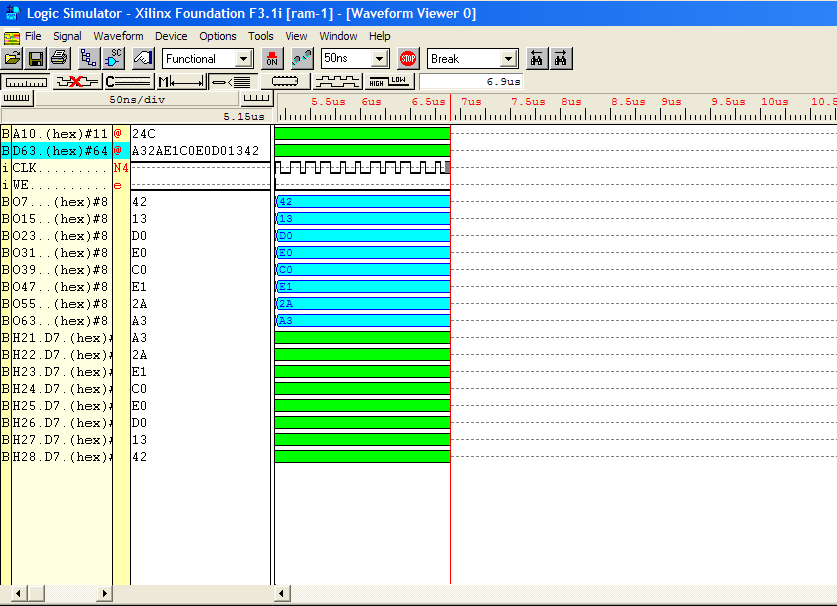 Logic Simulator - Xilinx Foundation F3.1i [ram-1] - [Waveform Viewer 0]
File Signal Waveform Device Options Tools View Window Help
SC Functional ON 50ns STOP Break
C M HIGH LOW 6.9us
50ns/div 5.5us 6us 6.5us 7us 7.5us 8us 8.5us 9us 9.5us 10us 10.5
5.15us
B A10.(hex)#11 @ 24C
B D63.(hex)#64 @ A32AE1C0E0D01342
i CLK......... N4
i WE.......... e
B O7...(hex)#8 42 42
B O15..(hex)#8 13 13
B O23..(hex)#8 D0 D0
B O31..(hex)#8 E0 E0
B O39..(hex)#8 C0 C0
B O47..(hex)#8 E1 E1
B O55..(hex)#8 2A 2A
B O63..(hex)#8 A3 A3
B H21.D7.(hex)# A3
B H22.D7.(hex)# 2A
B H23.D7.(hex)# E1
B H24.D7.(hex)# C0
B H25.D7.(hex)# E0
B H26.D7.(hex)# D0
B H27.D7.(hex)# 13
B H28.D7.(hex)# 42